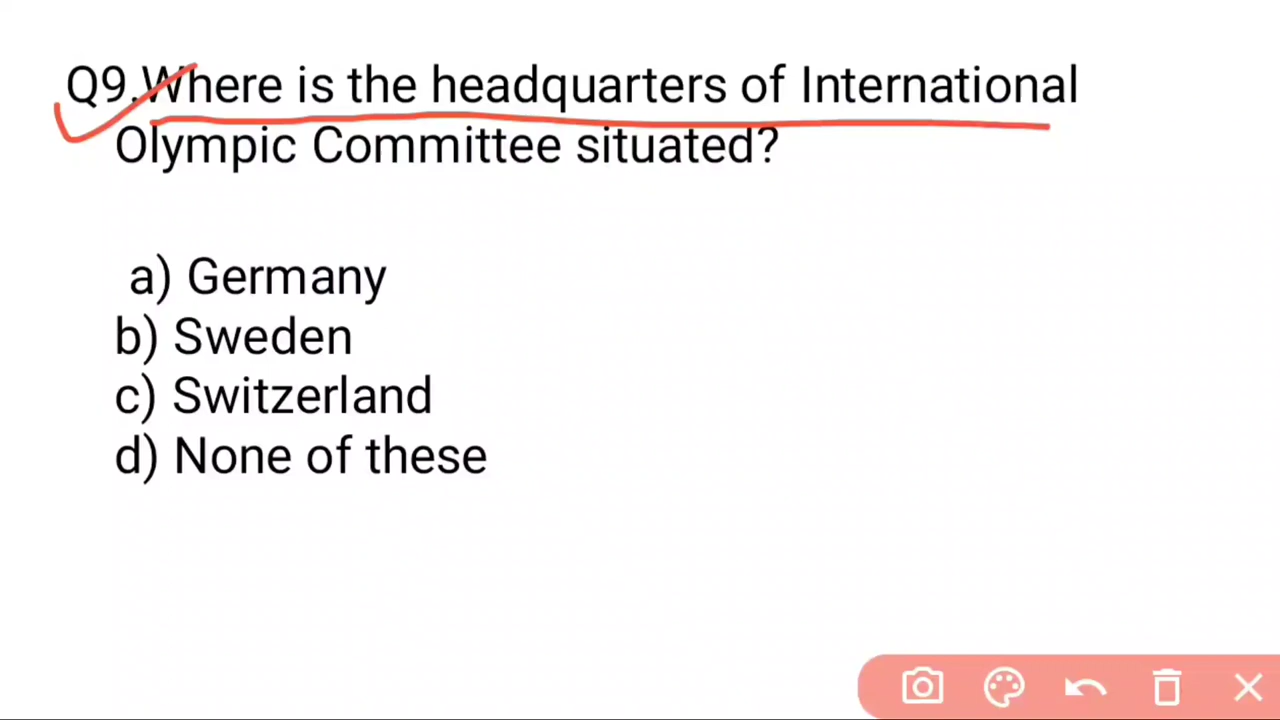 Q9.Where is the headquarters of International
Olympic Committee situated?
a) Germany
b) Sweden
c) Switzerland
d) None of these